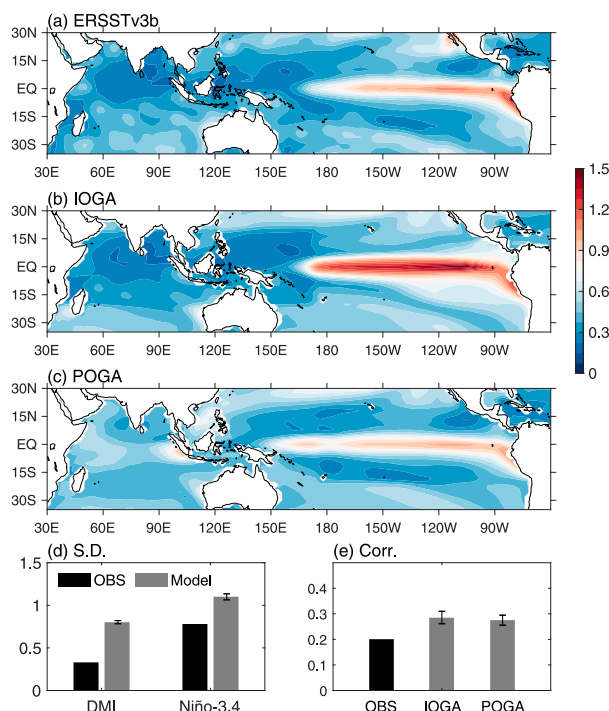 (a) ERSSTv3b
30N
15N
EQ
15S
30S
30E 60E 90E 120E 150E 180E 150W 120W 90W
(b) IOGA
30N
15N
EQ
15S
30S
30E 60E 90E 120E 150E 180E 150W 120W 90W
1.5
1.2
0.9
0.6
0.3
0
(c) POGA
30N
15N
EQ
15S
30S
30E 60E 90E 120E 150E 180E 150W 120W 90W
(d) S.D.
1.5
1
0.5
0
OBS Model
DMI Niño-3.4
(e) Corr.
0.4
0.3
0.2
0.1
0
OBS IOGA POGA